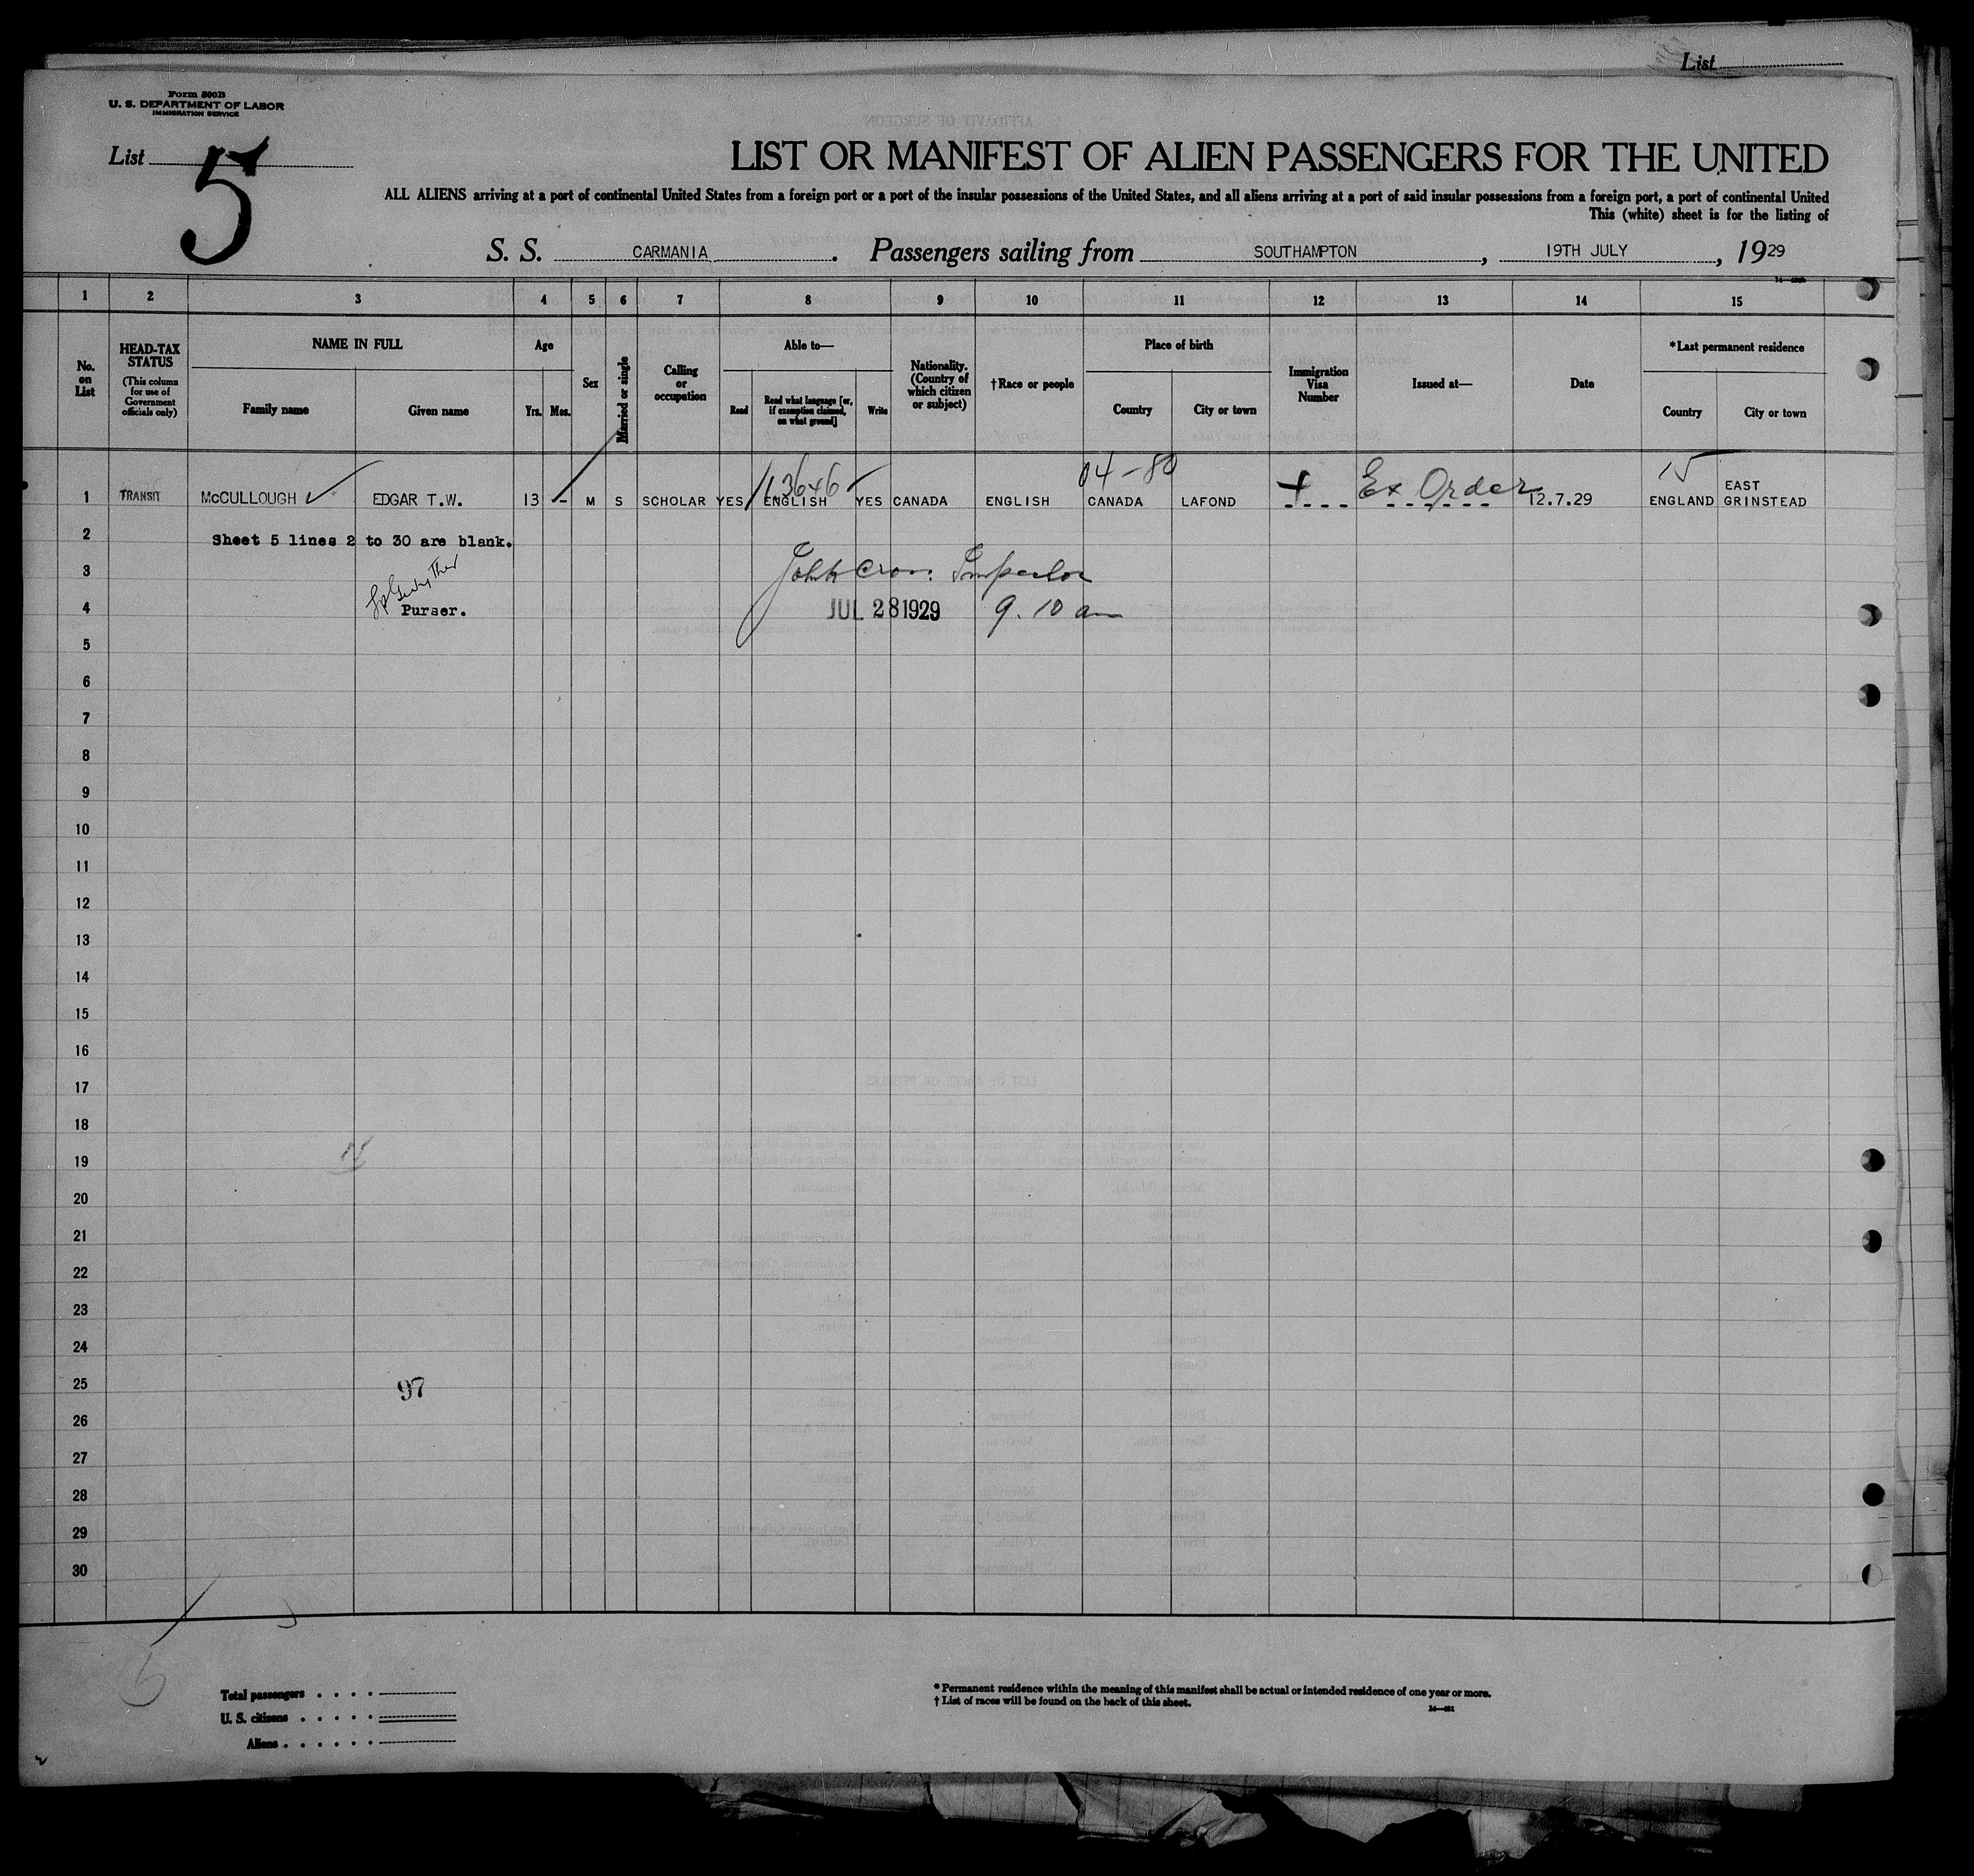 List
Form 500B
U. S. DEPARTMENT OF LABOR
IMMIGRATION SERVICE
List 5
LIST OR MANIFEST OF ALIEN PASSENGERS FOR THE UNITED
ALL ALIENS arriving at a port of continental United States from a foreign port or a port of the insular possessions of the United States, and all aliens arriving at a port of said insular possessions from a foreign port, a port of continental United
This (white) sheet is for the listing of
S. S. CARMANIA. Passengers sailing from SOUTHAMPTON, 19TH JULY, 1929
1 2 3 4 5 6 7 8 9 10 11 12 13 14 15
No. on List
HEAD-TAX STATUS
(This column for use of Government officials only)
NAME IN FULL
Family name Given name
Age
Yrs. Mos.
Sex
Married or single
Calling or occupation
Able to—
Read
Read what language [or, if exemption claimed, on what ground]
Write
Nationality. (Country of which citizen or subject)
†Race or people
Place of birth
Country City or town
Immigration Visa Number
Issued at—
Date
*Last permanent residence
Country City or town
13646 04-80 15
1 TRANSIT McCULLOUGH EDGAR T.W. 13 - M S SCHOLAR YES ENGLISH YES CANADA ENGLISH CANADA LAFOND Ex Order 12.7.29 ENGLAND EAST GRINSTEAD
2 Sheet 5 lines 2 to 30 are blank.
3 John Inspector
4 Purser. JUL 28 1929 9. 10 am
5
6
7
8
9
10
11
12
13
14
15
16
17
18
19
20
21
22
23
24
25 97
26
27
28
29
30
5
Total passengers
U. S. citizens
Aliens
* Permanent residence within the meaning of this manifest shall be actual or intended residence of one year or more.
† List of races will be found on the back of this sheet.